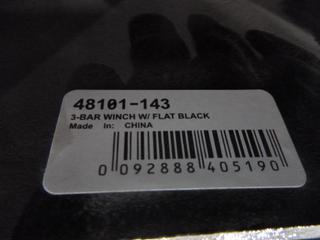 48101-143
3-BAR WINCH W/ FLAT BLACK
Made In: CHINA
0 092888 405190